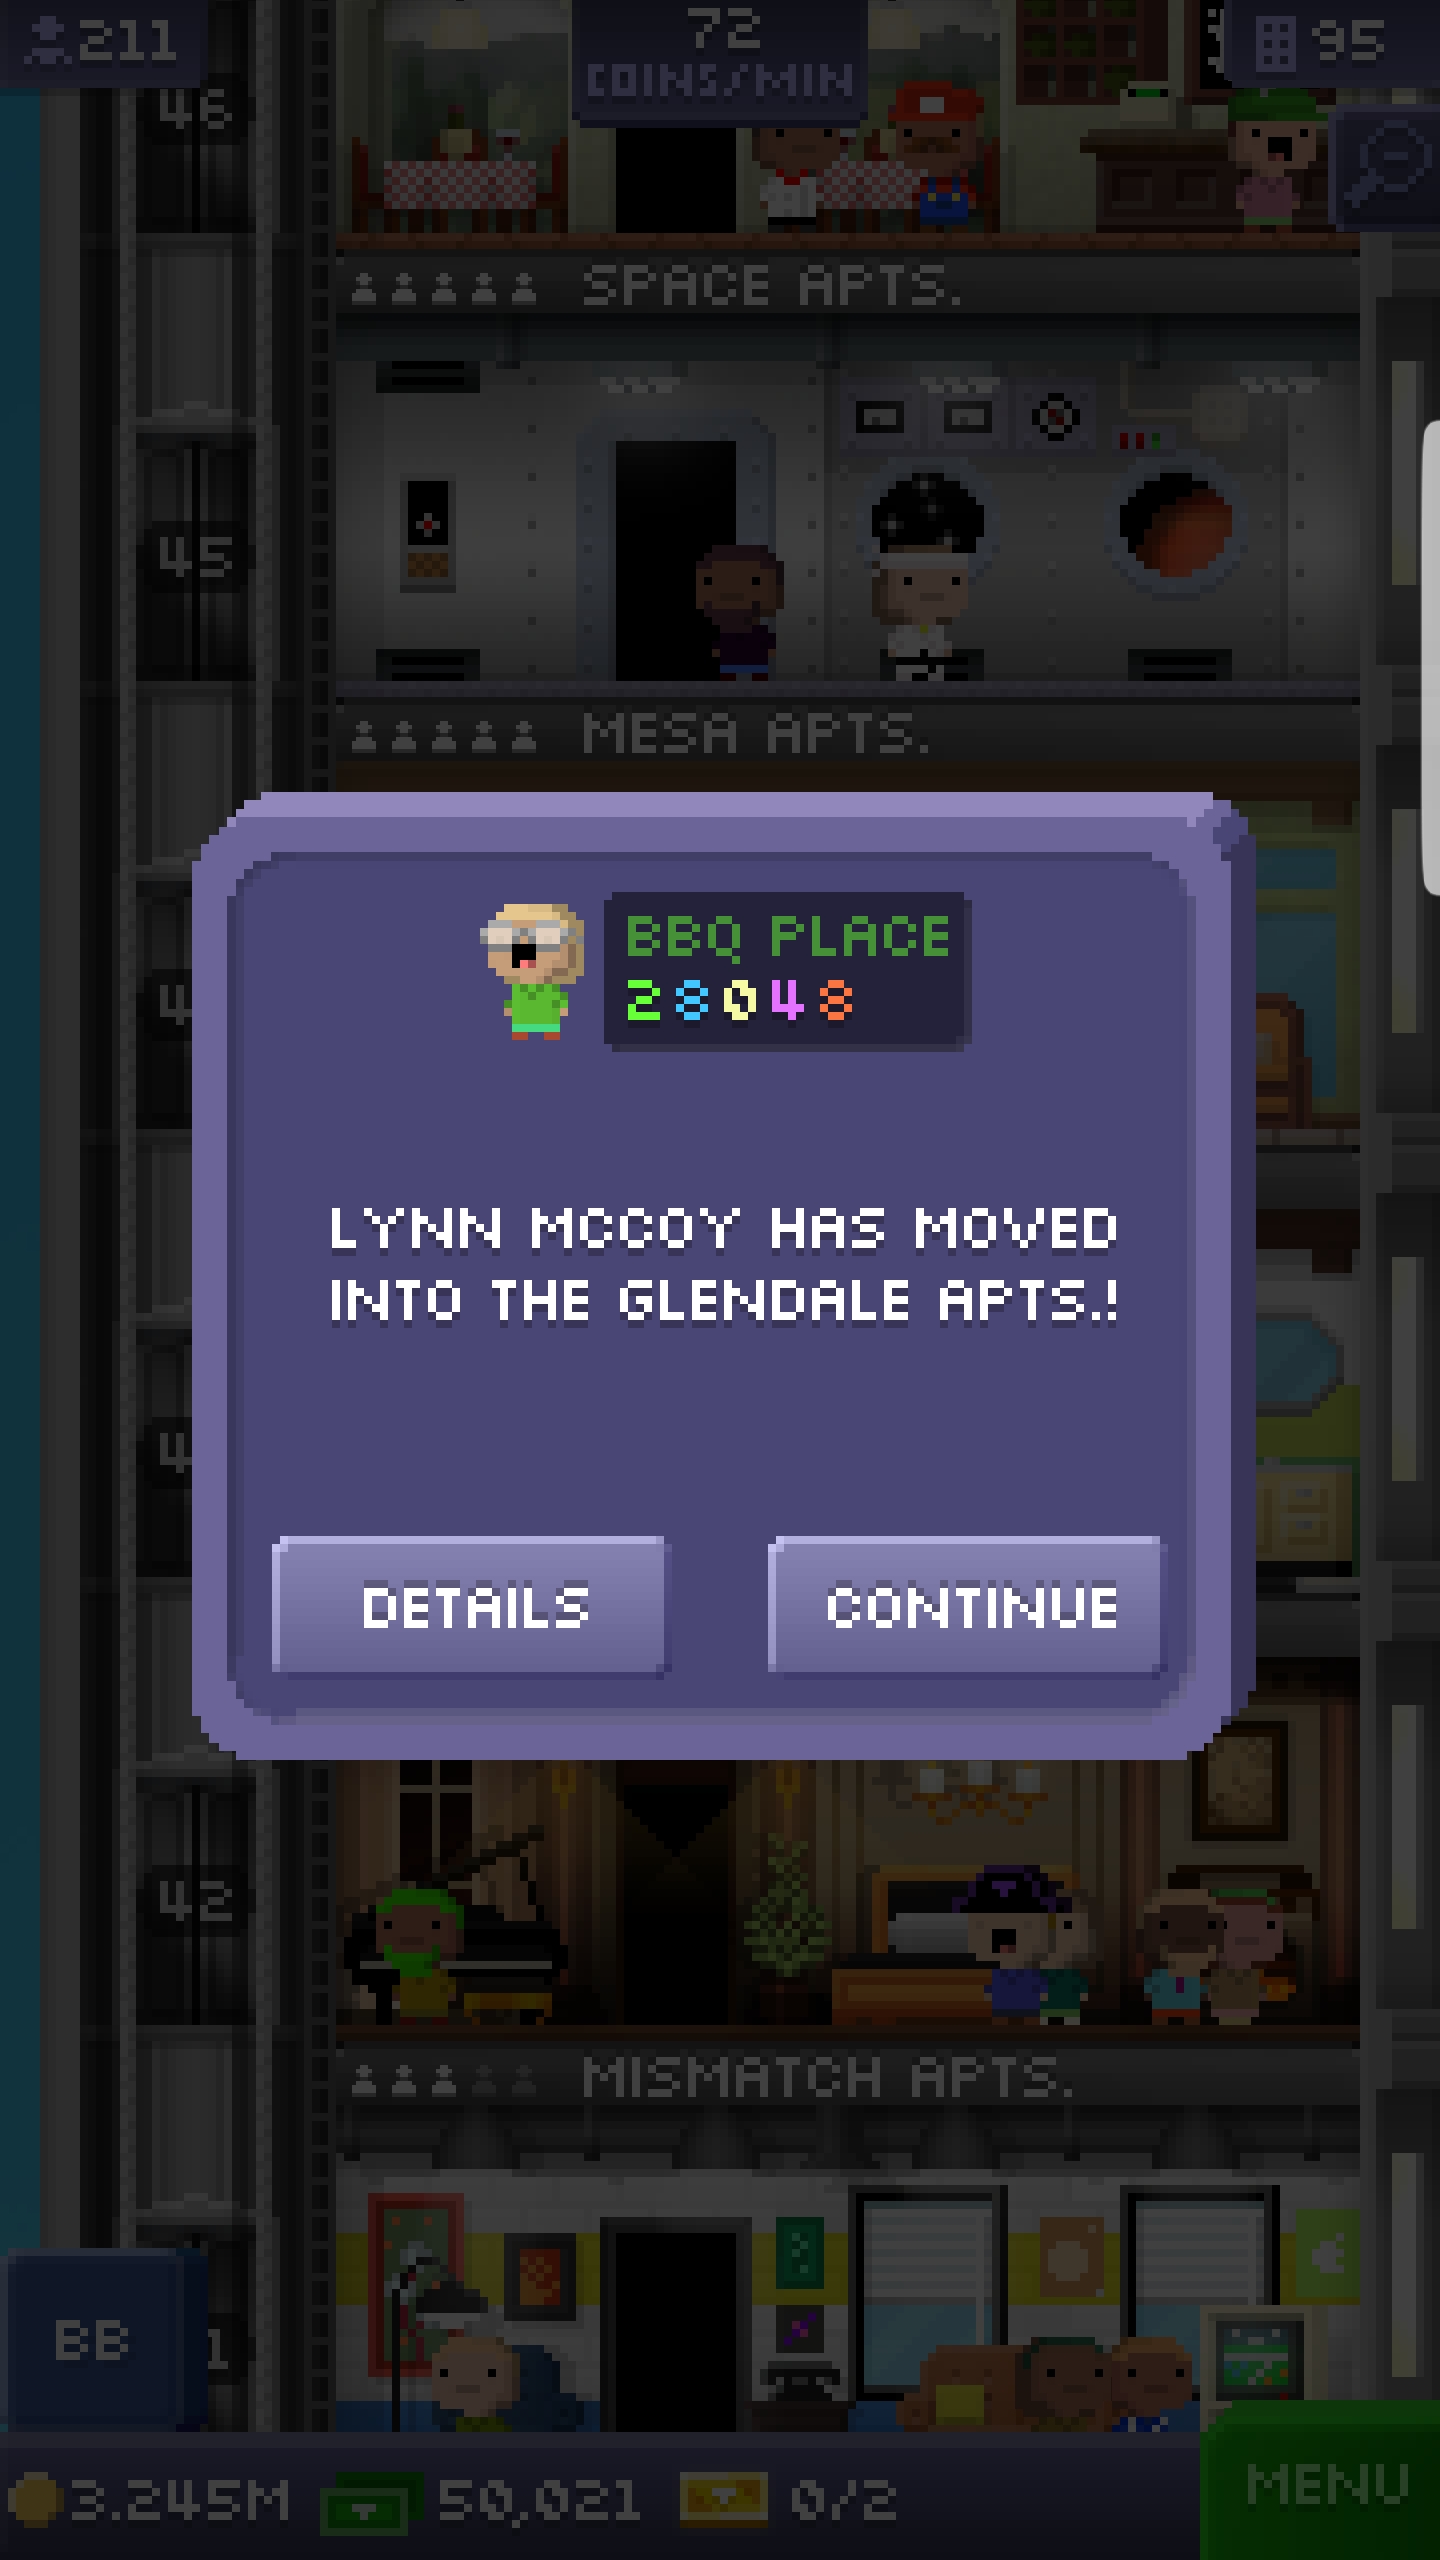 211
72
COINS/MIN
95
46
SPACE APTS.
45
MESA APTS.
BBQ PLACE
28048
LYNN MCCOY HAS MOVED
INTO THE GLENDALE APTS.!
DETAILS
CONTINUE
42
MISMATCH APTS.
BB
3.245M
50,021
0/2
MENU